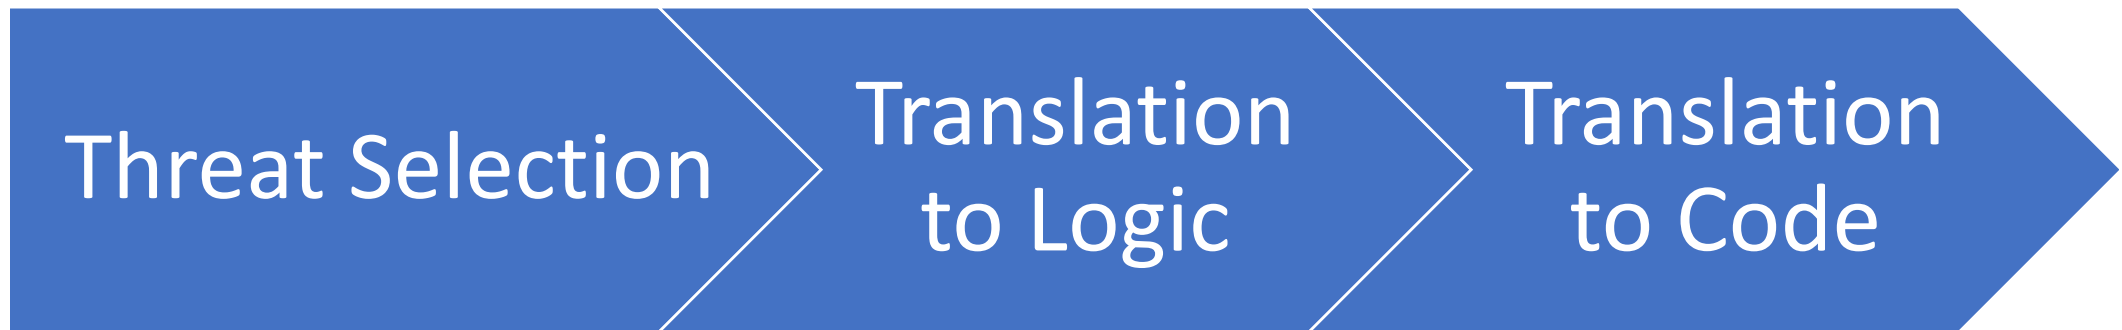 Threat Selection
Translation
to Logic
Translation
to Code